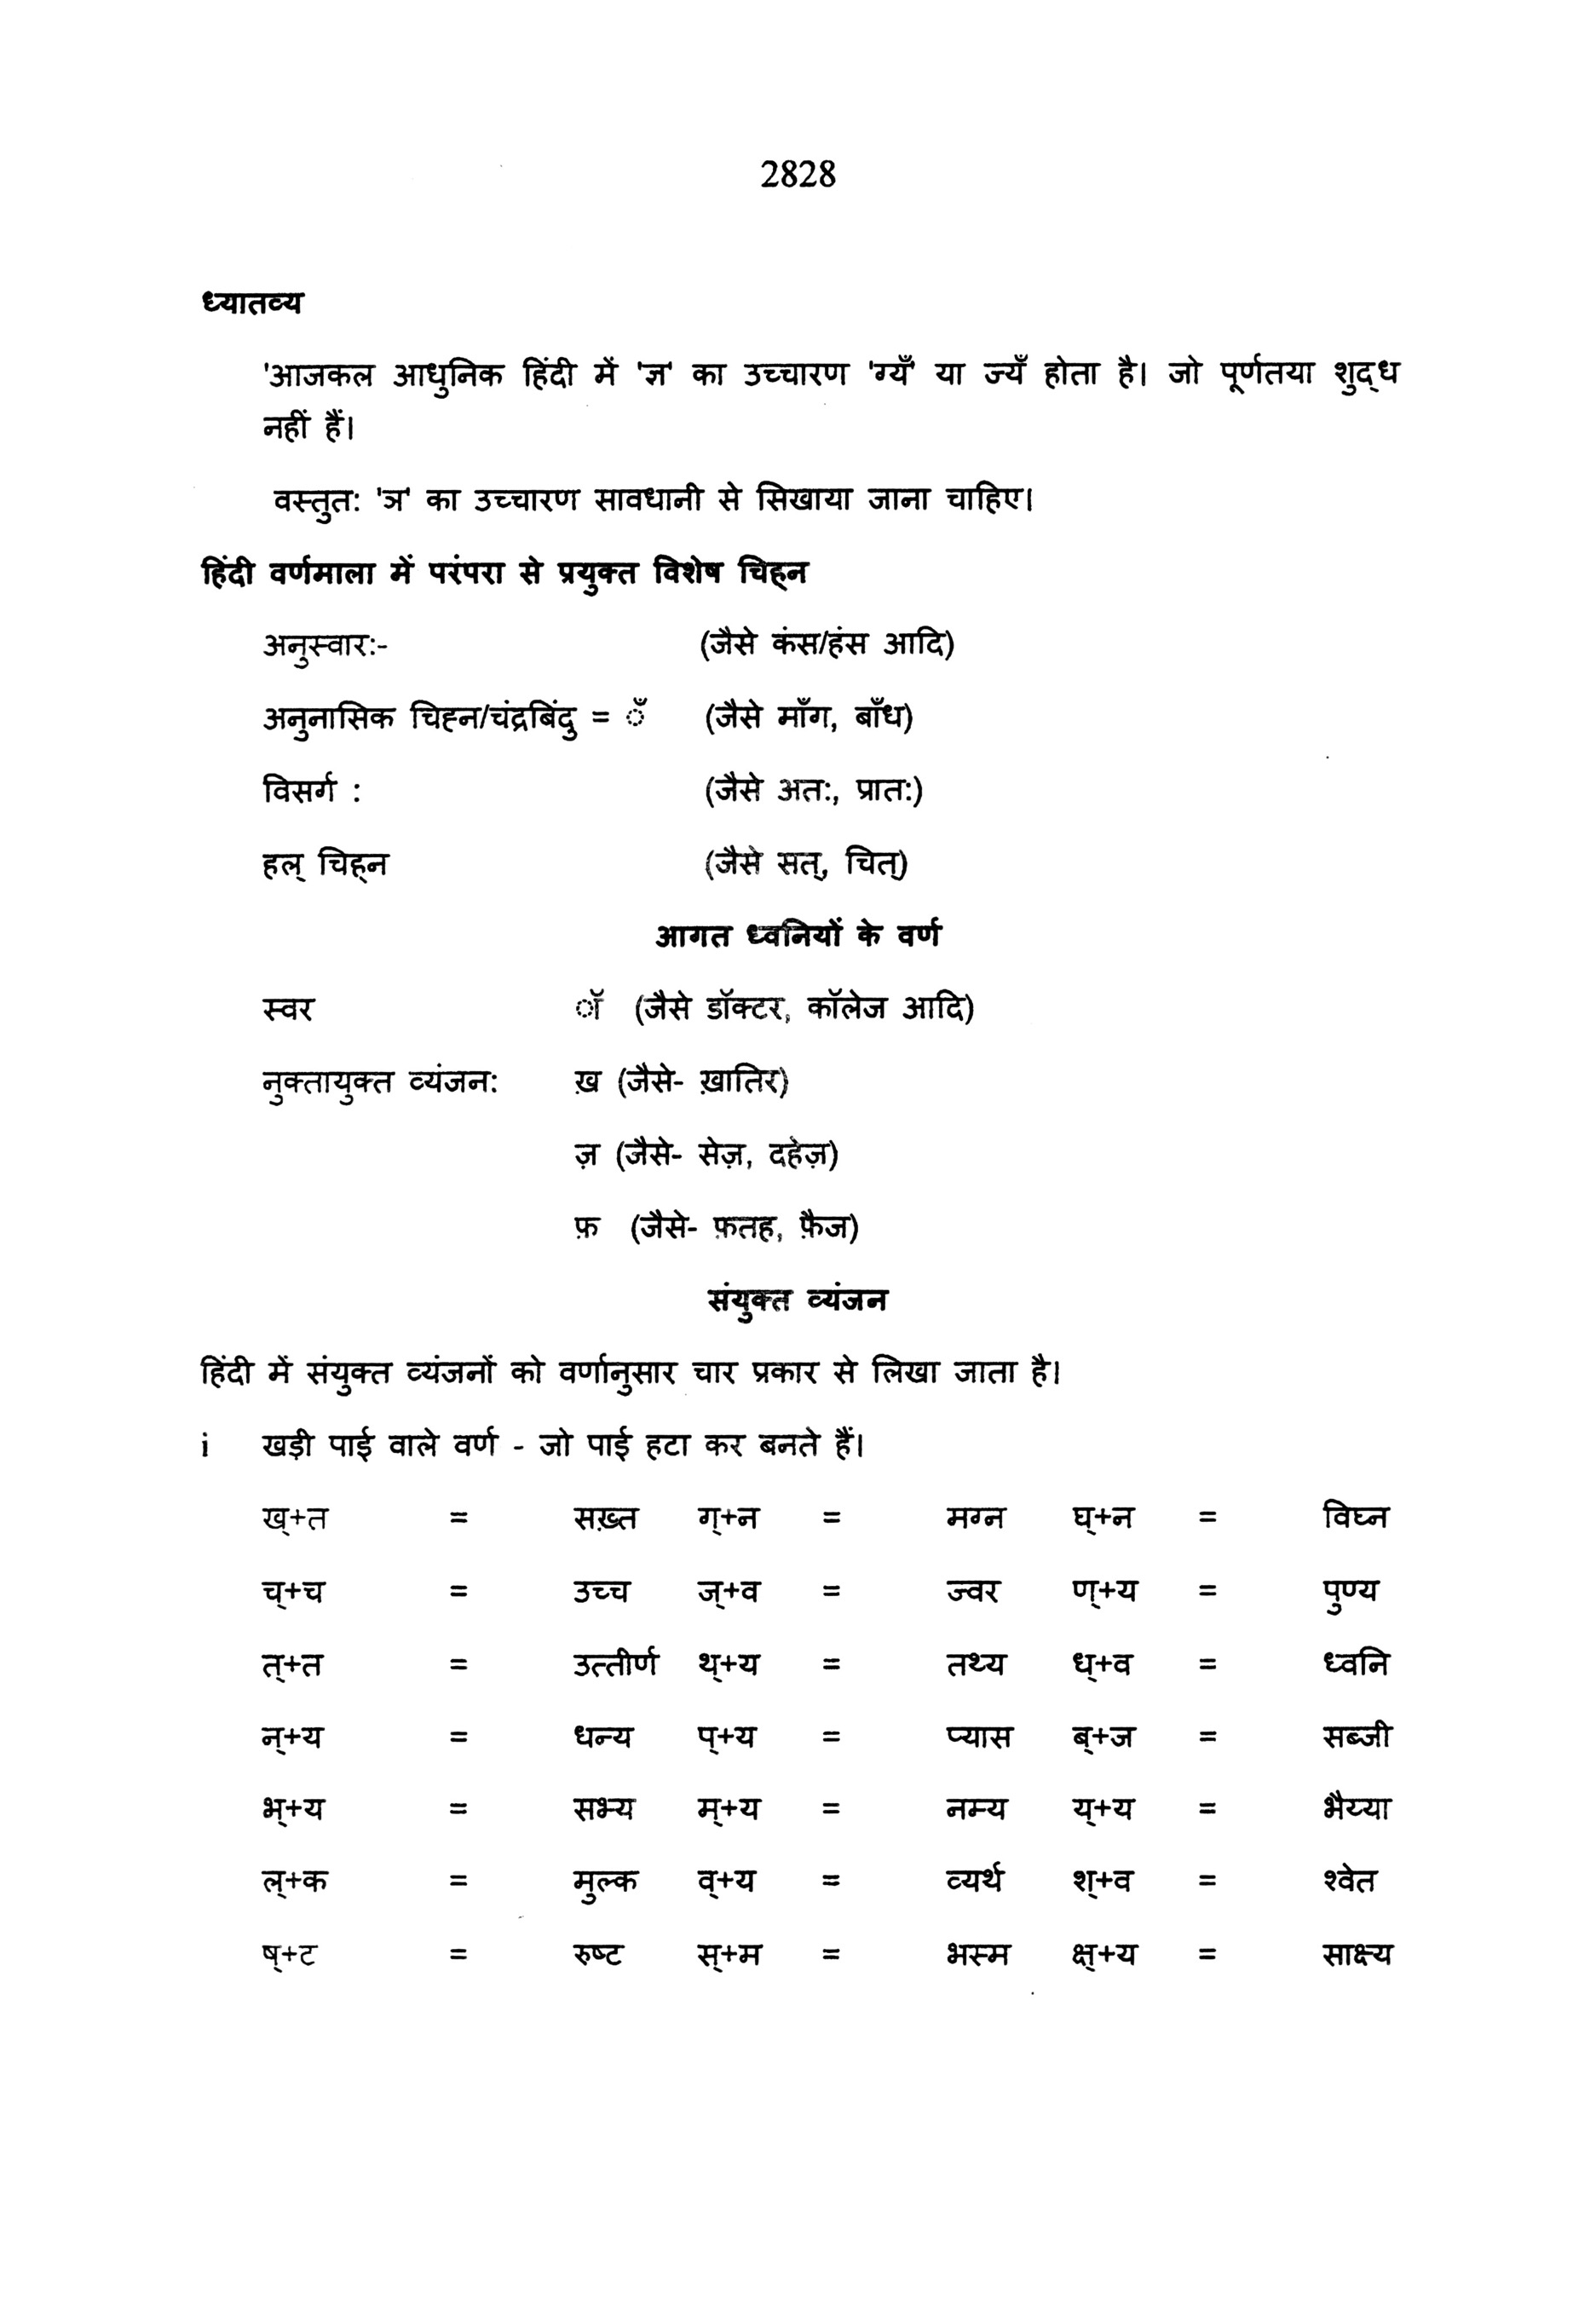 2828
ध्यातव्य
'आजकल आधुनिक हिंदी में 'ज्ञ' का उच्चारण 'ग्यँ' या ज्यँ होता है। जो पूर्णतया शुद्‌ध
नहीं हैं।
वस्तुत: 'ञ' का उच्चारण सावधानी से सिखाया जाना चाहिए।
हिंदी वर्णमाला में परंपरा से प्रयुक्त विशेष चिह्‌न
अनुस्वार:- (जैसे कंस/हंस आदि)
अनुनासिक चिह्न/चंद्रबिंदु = ँ (जैसे माँग, बाँध)
विसर्ग : (जैसे अत:, प्रात:)
हल् चिह्‌न (जैसे सत्, चित्)
आगत ध्वनियों के वर्ण
स्वर ॉ (जैसे डॉक्टर, कॉलेज आदि)
नुक्तायुक्त व्यंजन: ख़ (जैसे- ख़ातिर)
ज़ (जैसे- सेज़, दहेज़)
फ़ (जैसे- फ़तह, फ़ैज)
संयुक्त व्यंजन
हिंदी में संयुक्त व्यंजनों को वर्णानुसार चार प्रकार से लिखा जाता है।
i खड़ी पाई वाले वर्ण - जो पाई हटा कर बनते हैं।
ख्+त = सख़्त ग्+न = मग्न घ्+न = विघ्न
च्+च = उच्च ज्+व = ज्वर ण्+य = पुण्य
त्+त = उत्तीर्ण थ्+य = तथ्य ध्+व = ध्वनि
न्+य = धन्य प्+य = प्यास ब्+ज = सब्जी
भ्+य = सभ्य म्+य = नम्य य्+य = भैय्या
ल्+क = मुल्क व्+य = व्यर्थ श्+व = श्वेत
ष्+ट = रुष्ट स्+म = भस्म क्ष्+य = साक्ष्य